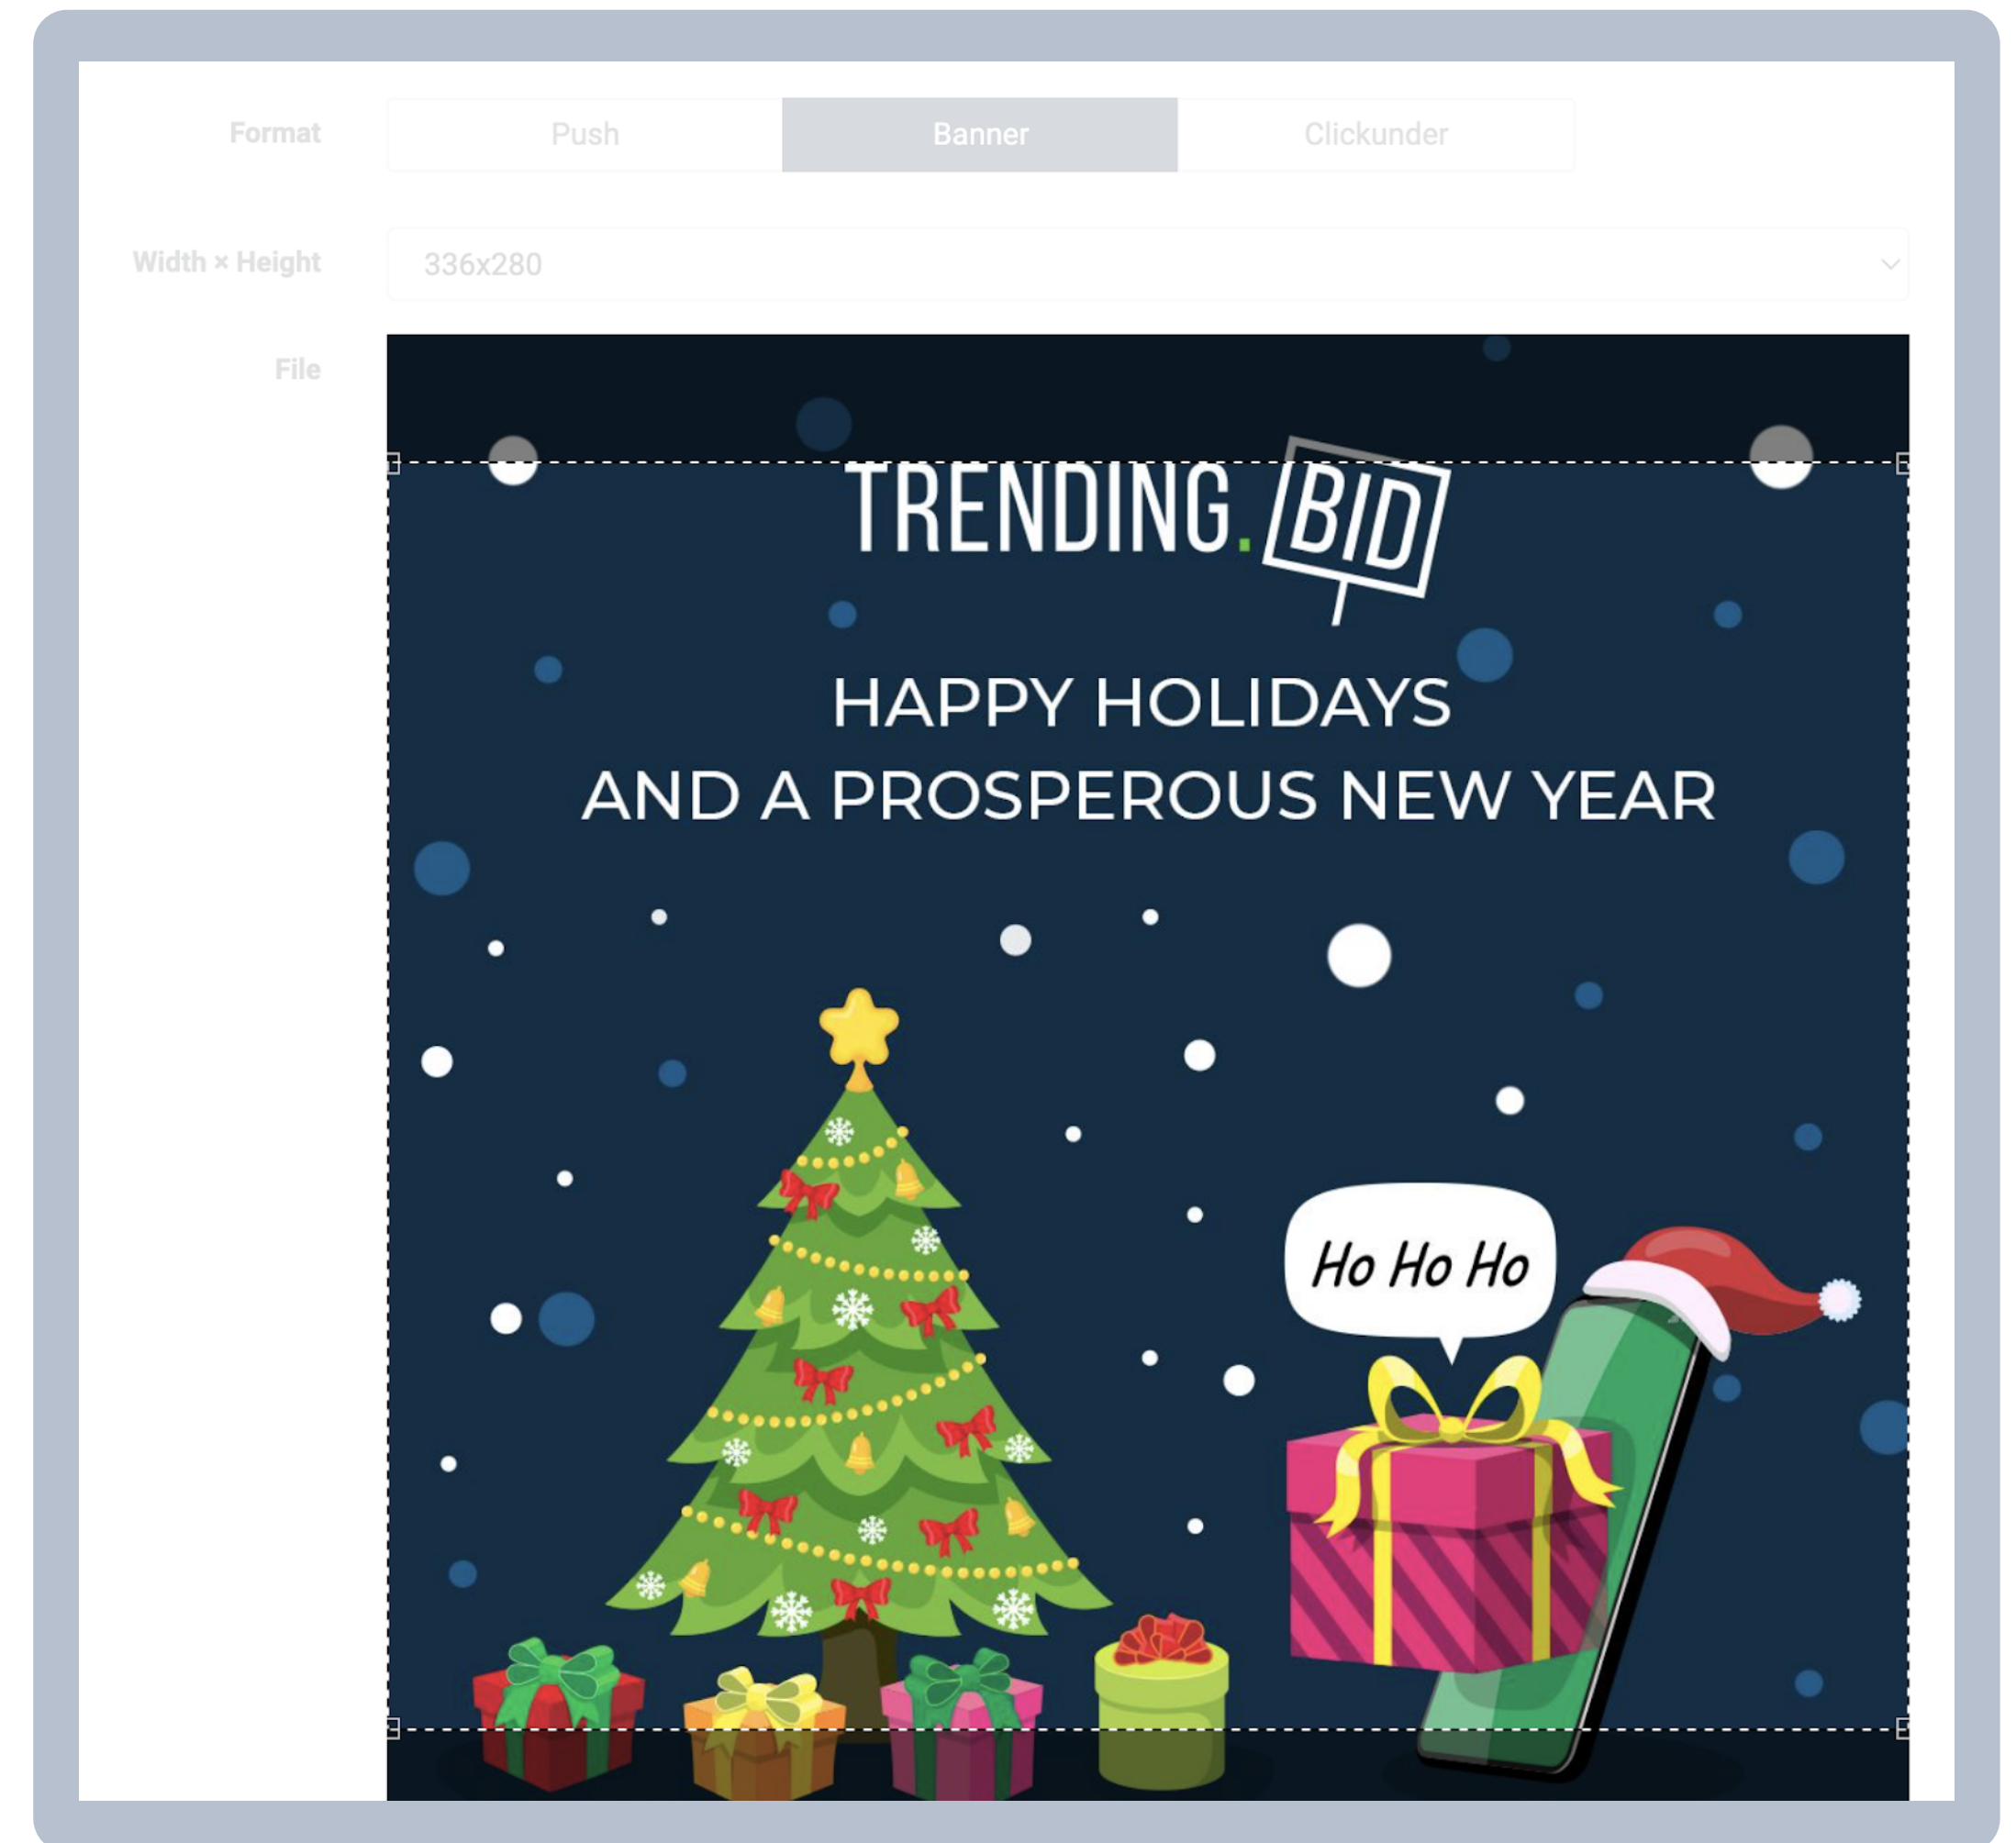 Format Push Banner Clickunder
Width × Height 336x280
File
TRENDING.BID
HAPPY HOLIDAYS
AND A PROSPEROUS NEW YEAR
Ho Ho Ho